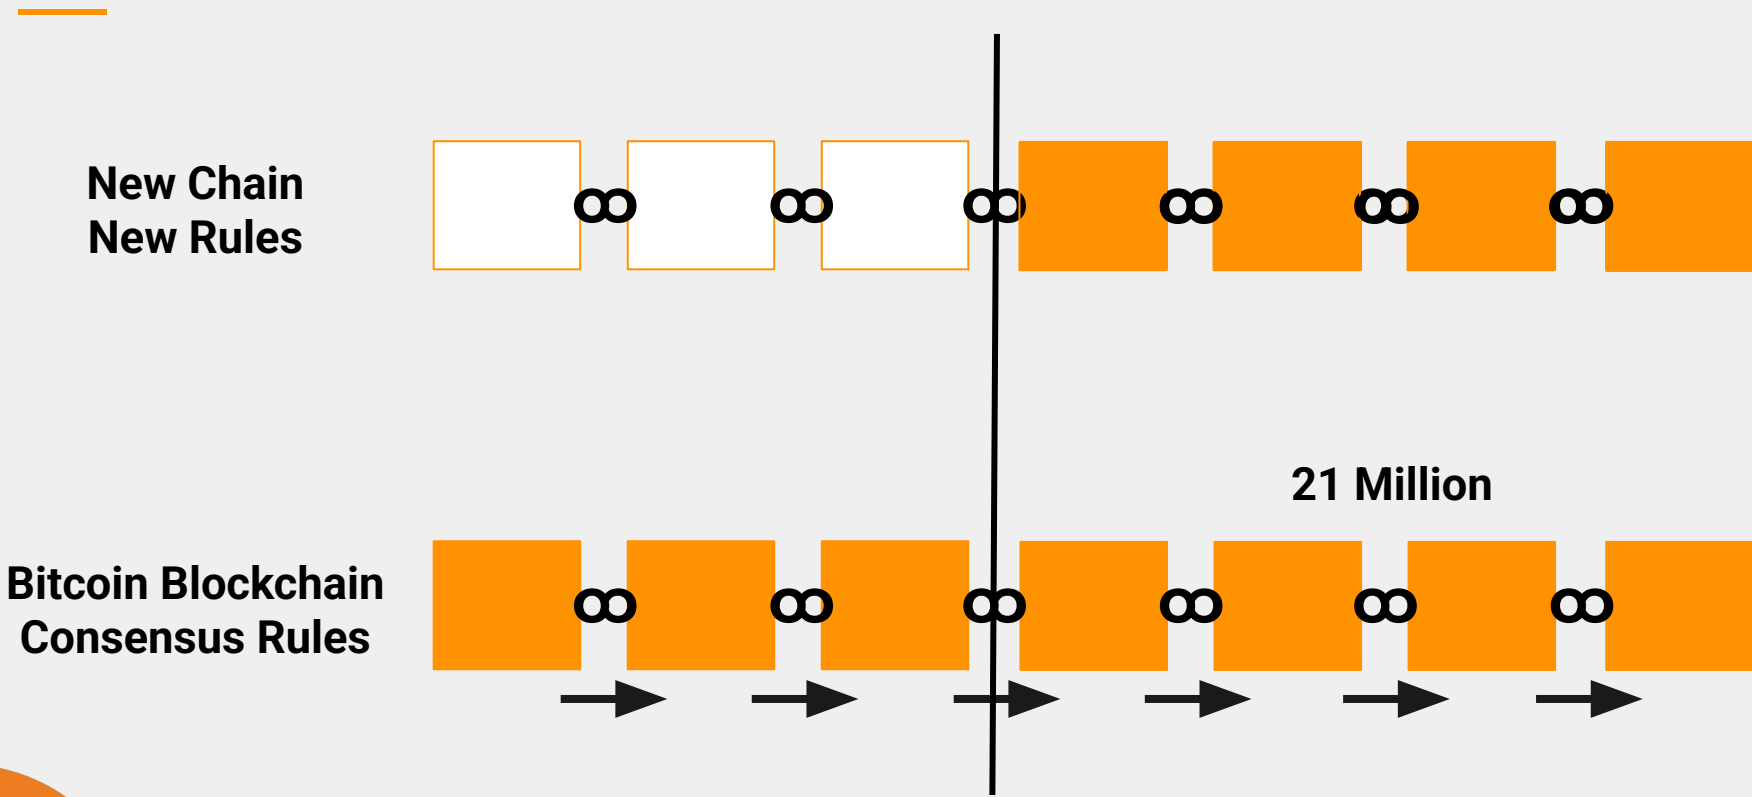 New Chain
New Rules
21 Million
Bitcoin Blockchain
Consensus Rules